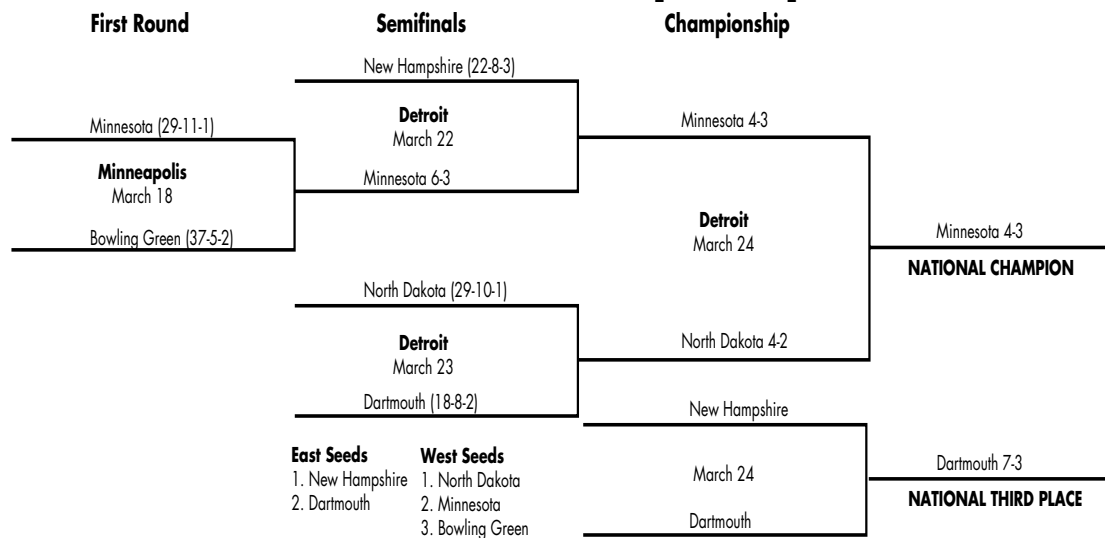 First Round
Semifinals
Championship
New Hampshire (22-8-3)
Detroit
March 22
Minnesota (29-11-1)
Minneapolis
March 18
Bowling Green (37-5-2)
Minnesota 6-3
Minnesota 4-3
Detroit
March 24
Minnesota 4-3
NATIONAL CHAMPION
North Dakota (29-10-1)
Detroit
March 23
Dartmouth (18-8-2)
North Dakota 4-2
New Hampshire
March 24
Dartmouth
Dartmouth 7-3
NATIONAL THIRD PLACE
East Seeds
1. New Hampshire
2. Dartmouth
West Seeds
1. North Dakota
2. Minnesota
3. Bowling Green